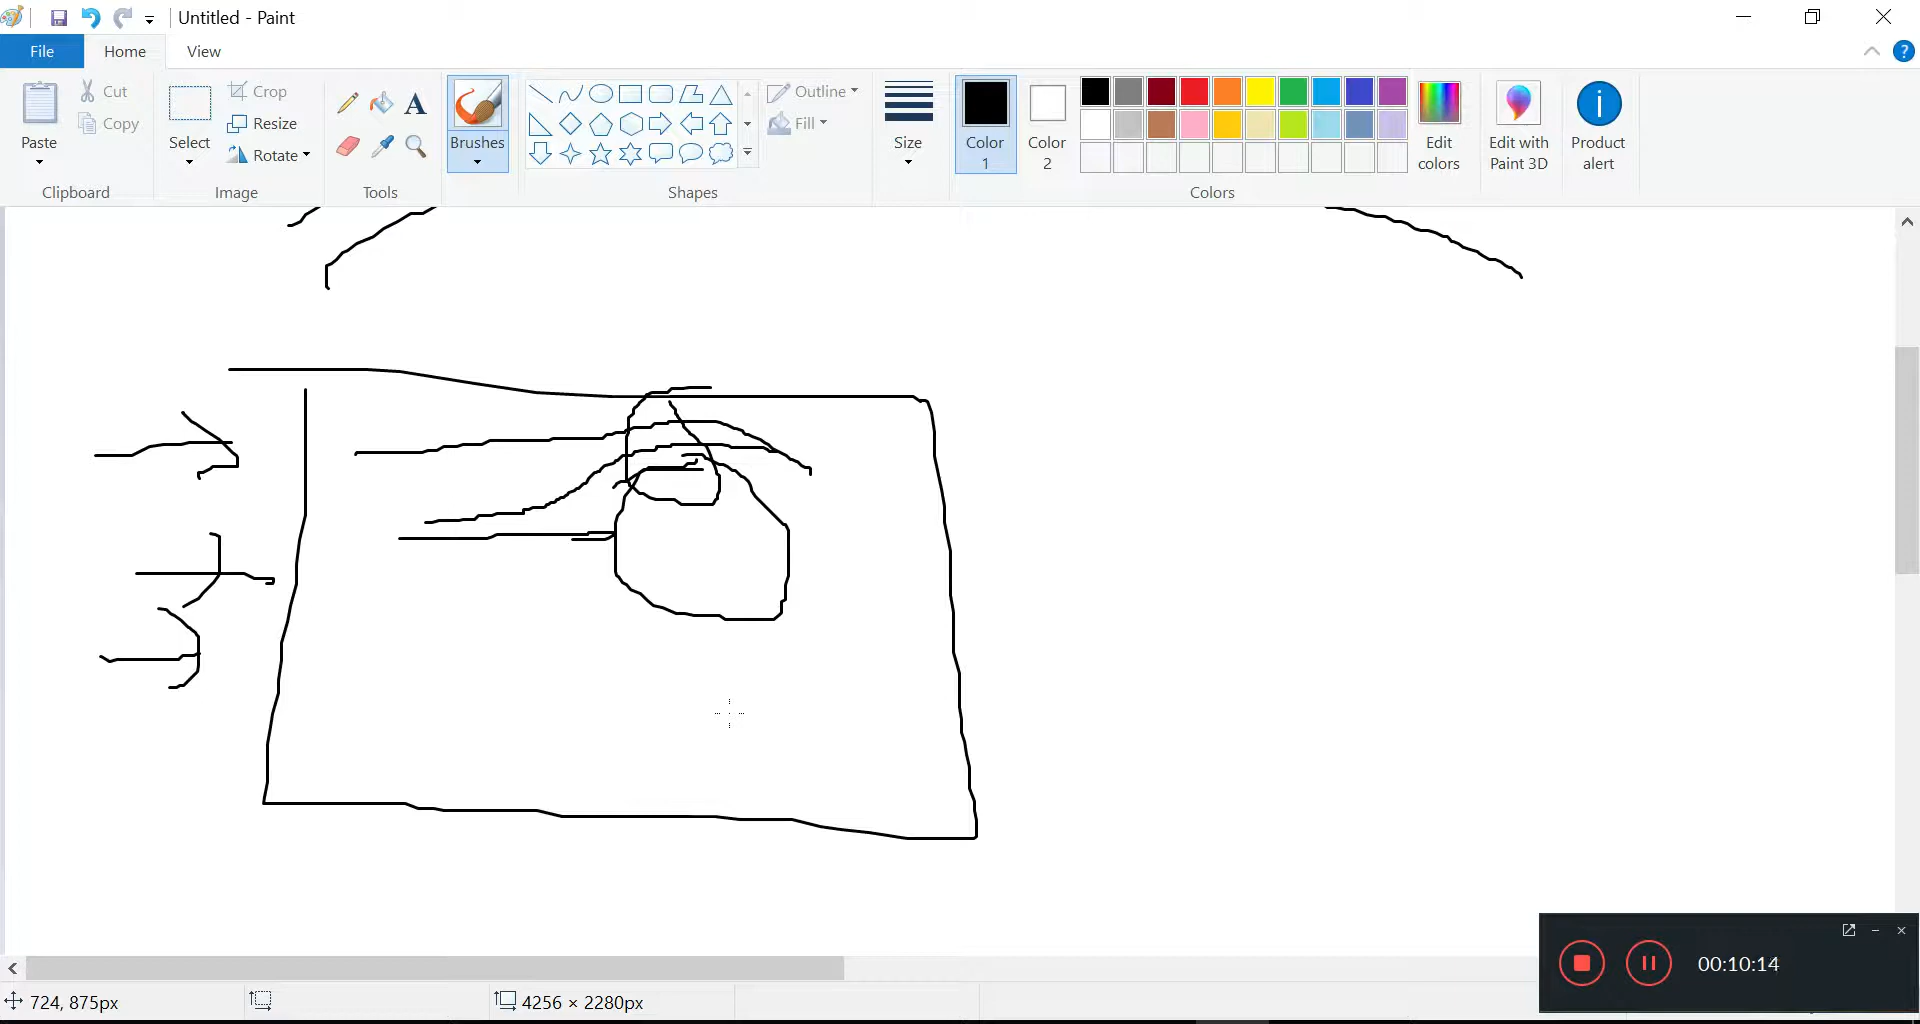 Untitled - Paint
File Home View
Paste Cut Copy Select Crop Resize Rotate A Brushes Outline Fill Size Color 1 Color 2 Edit colors Edit with Paint 3D Product alert
Clipboard Image Tools Shapes Colors
00:10:14
724, 875px 4256 × 2280px